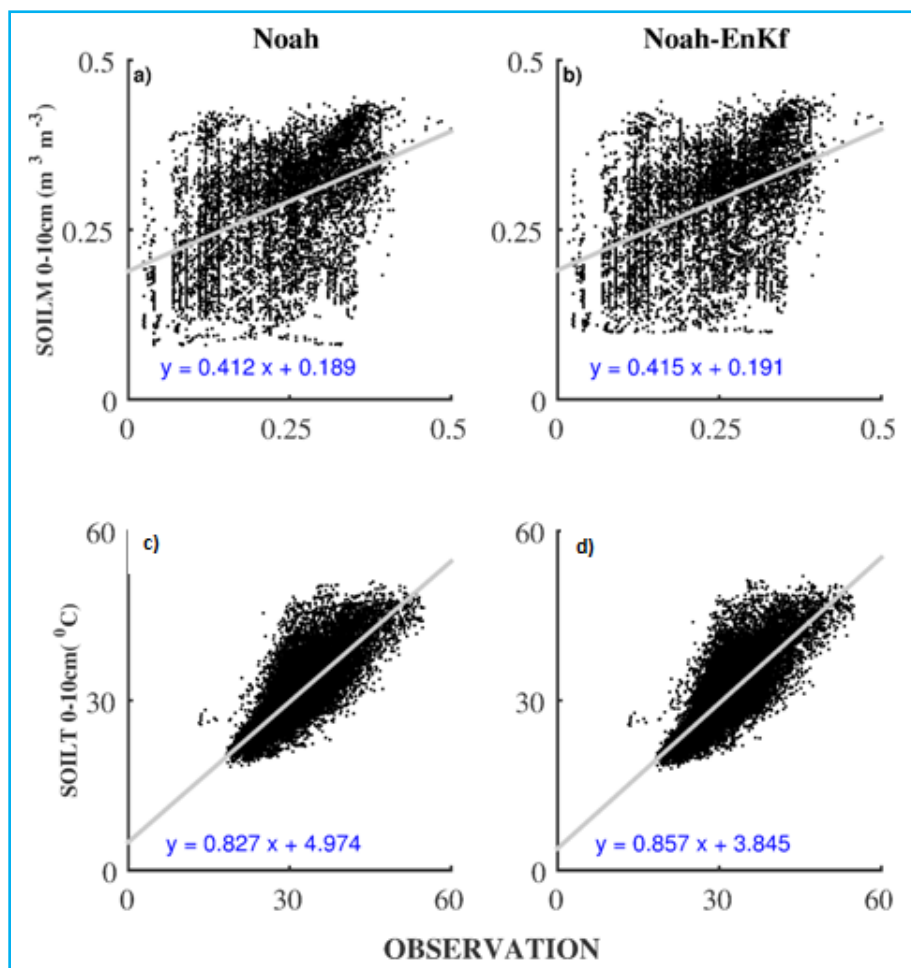 Noah
Noah-EnKf
SOILM 0-10cm (m 3 m -3)
a)
0.5
0.25
0
y = 0.412 x + 0.189
0 0.25 0.5
b)
0.5
0.25
0
y = 0.415 x + 0.191
0 0.25 0.5
SOILT 0-10cm( 0C)
c)
60
30
0
y = 0.827 x + 4.974
0 30 60
d)
60
30
0
y = 0.857 x + 3.845
0 30 60
OBSERVATION